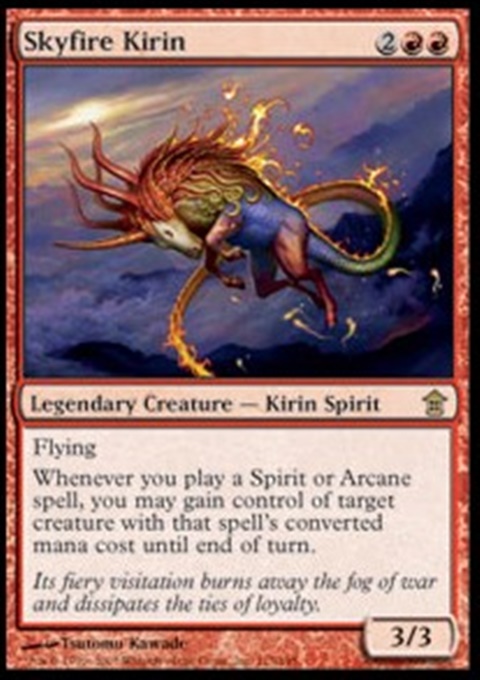 Skyfire Kirin 2
Legendary Creature — Kirin Spirit
Flying
Whenever you play a Spirit or Arcane
spell, you may gain control of target
creature with that spell's converted
mana cost until end of turn.
Its fiery visitation burns away the fog of war
and dissipates the ties of loyalty.
Tsutomu Kawade
3/3